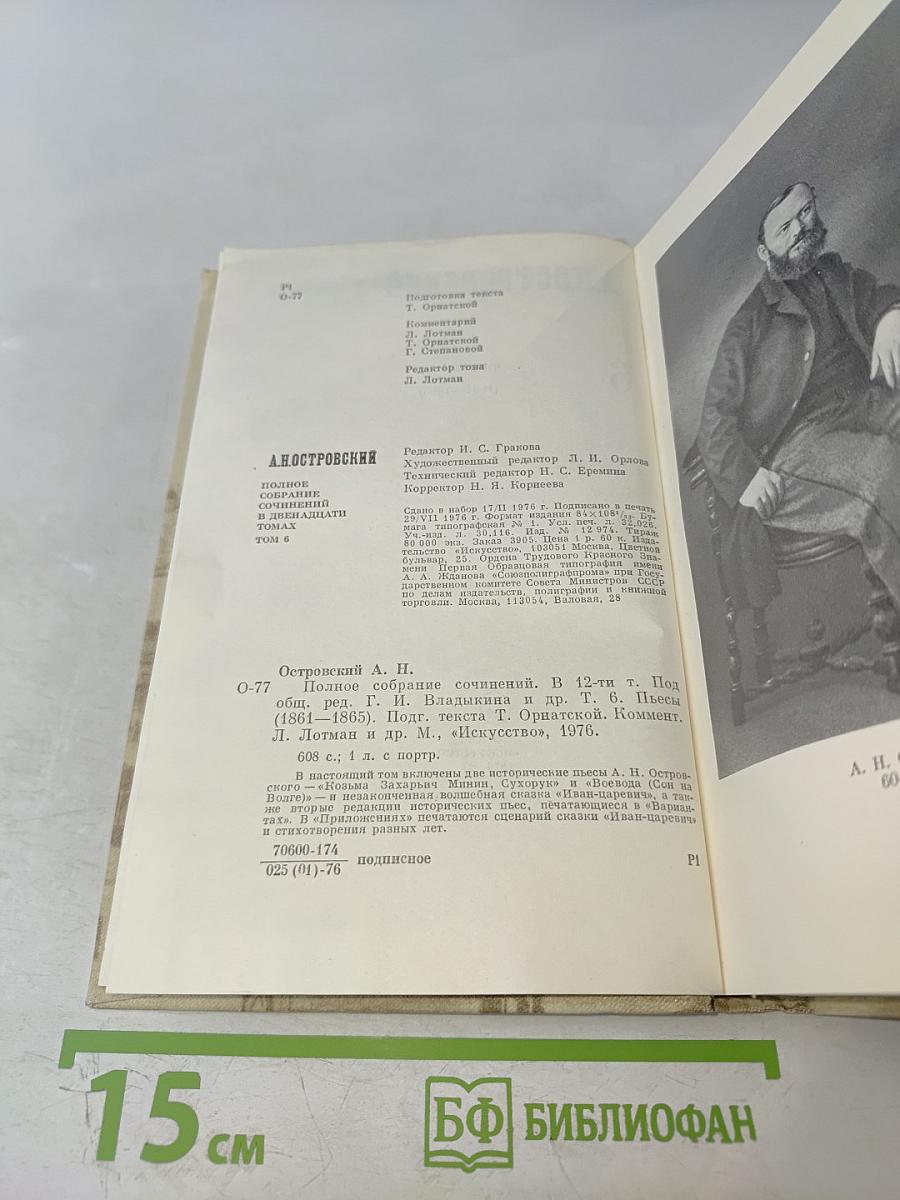 Р1
О-77
Подготовка текста
Т. Орнатской
Комментарий
Л. Лотман
Т. Орнатской
Г. Степановой
Редактор тома
Л. Лотман
А.Н.ОСТРОВСКИЙ
ПОЛНОЕ
СОБРАНИЕ
СОЧИНЕНИЙ
В ДВЕНАДЦАТИ
ТОМАХ
ТОМ 6
Редактор И. С. Гракова
Художественный редактор Л. И. Орлова
Технический редактор Н. С. Еремина
Корректор Н. Я. Корнеева
Сдано в набор 17/II 1976 г. Подписано в печать
29/VII 1976 г. Формат издания 84×108¹/₃₂. Бу-
мага типографская № 1. Усл. печ. л. 32,026.
Уч.-изд. л. 30,116. Изд. № 12 974. Тираж
80 000 экз. Заказ 3905. Цена 1 р. 60 к. Изда-
тельство «Искусство», 103051 Москва, Цветной
бульвар, 25. Ордена Трудового Красного Зна-
мени Первая Образцовая типография имени
А. А. Жданова «Союзполиграфпрома» при Госу-
дарственном комитете Совета Министров СССР
по делам издательств, полиграфии и книжной
торговли. Москва, 113054, Валовая, 28
Островский А. Н.
О-77 Полное собрание сочинений. В 12-ти т. Под
общ. ред. Г. И. Владыкина и др. Т. 6. Пьесы
(1861—1865). Подг. текста Т. Орнатской. Коммент.
Л. Лотман и др. М., «Искусство», 1976.
608 с.; 1 л. с портр.
В настоящий том включены две исторические пьесы А. Н. Остров-
ского — «Козьма Захарьич Минин, Сухорук» и «Воевода (Сон на
Волге)» — и незаконченная волшебная сказка «Иван-царевич», а так-
же вторые редакции исторических пьес, печатающиеся в «Вариан-
тах». В «Приложениях» печатаются сценарий сказки «Иван-царевич»
и стихотворения разных лет.
70600-174
025 (01)-76 подписное Р1
А. Н.
60
15 см
БФ БИБЛИОФАН